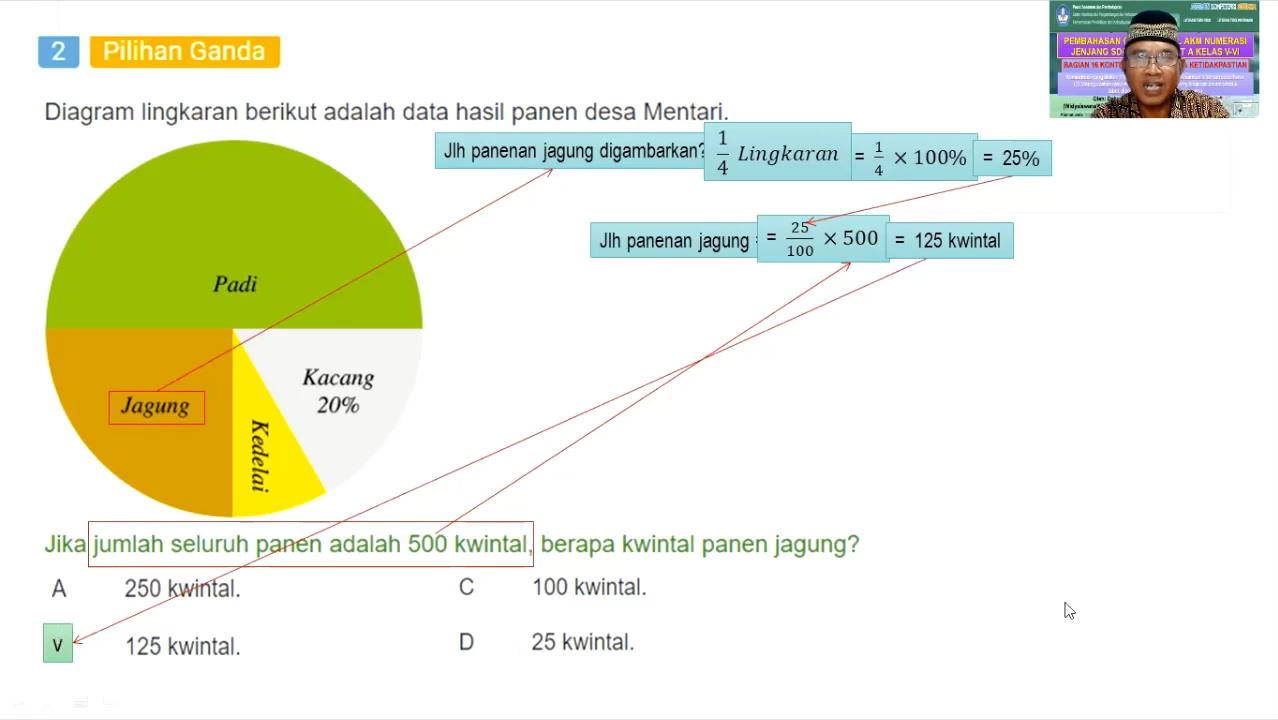 2 Pilihan Ganda
PEMBAHASAN
AKM NUMERASI
JENJANG SD
KELAS V-VI
BAGIAN 16
KETIDAKPASTIAN
Diagram lingkaran berikut adalah data hasil panen desa Mentari.
Jlh panenan jagung digambarkan? 1/4 Lingkaran = 1/4 × 100% = 25%
Jlh panenan jagung = 25/100 × 500 = 125 kwintal
Padi
Kacang
20%
Jagung
Kedelai
Jika jumlah seluruh panen adalah 500 kwintal, berapa kwintal panen jagung?
A 250 kwintal.
C 100 kwintal.
v 125 kwintal.
D 25 kwintal.